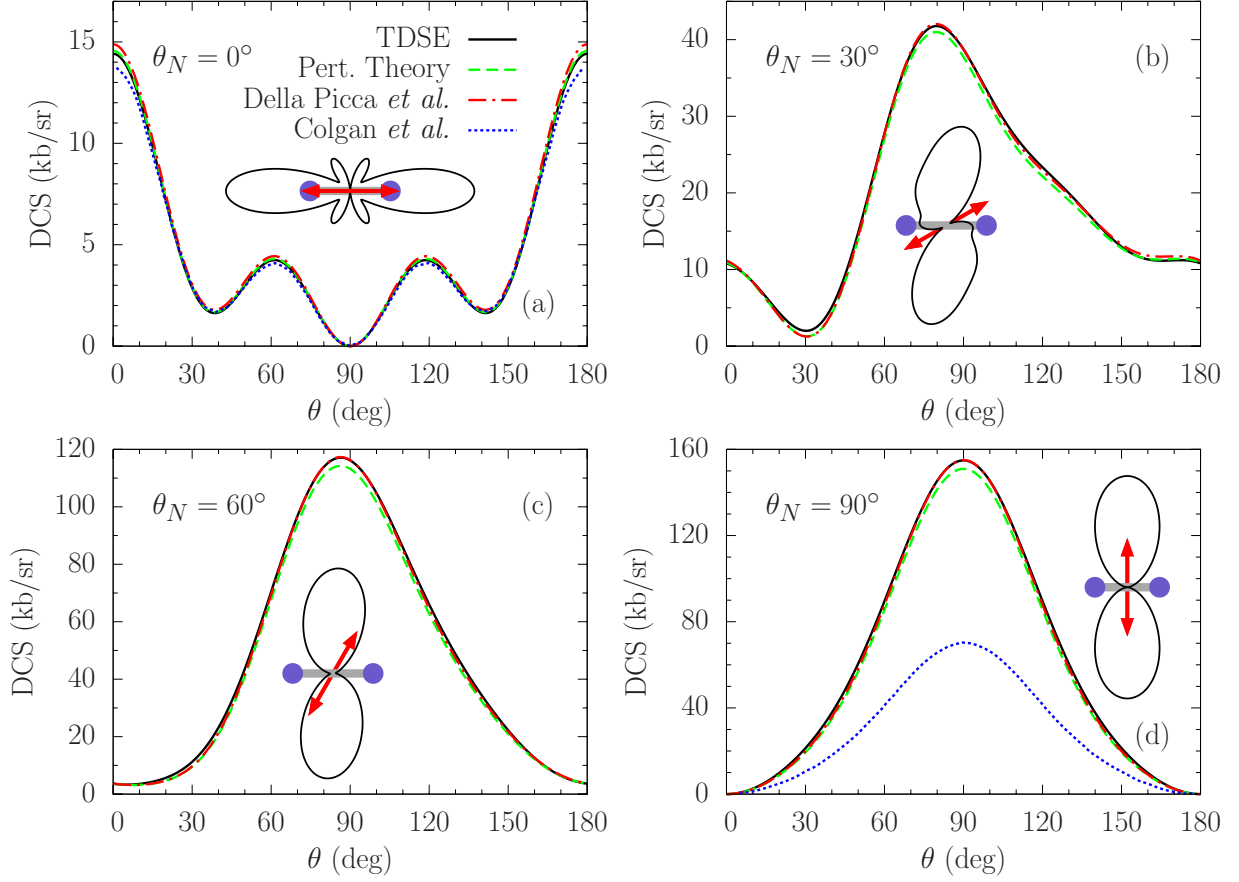 DCS (kb/sr)
15
10
5
0
θ_N = 0°
TDSE
Pert. Theory
Della Picca et al.
Colgan et al.
(a)
0 30 60 90 120 150 180
θ (deg)
DCS (kb/sr)
40
30
20
10
0
θ_N = 30°
(b)
0 30 60 90 120 150 180
θ (deg)
DCS (kb/sr)
120
100
80
60
40
20
0
θ_N = 60°
(c)
0 30 60 90 120 150 180
θ (deg)
DCS (kb/sr)
160
120
80
40
0
θ_N = 90°
(d)
0 30 60 90 120 150 180
θ (deg)